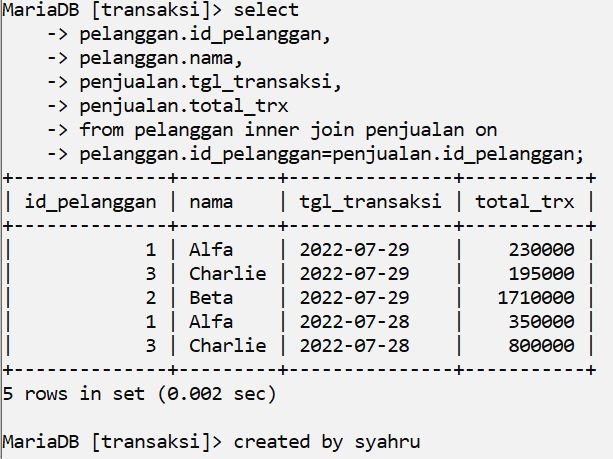 MariaDB [transaksi]> select
    -> pelanggan.id_pelanggan,
    -> pelanggan.nama,
    -> penjualan.tgl_transaksi,
    -> penjualan.total_trx
    -> from pelanggan inner join penjualan on
    -> pelanggan.id_pelanggan=penjualan.id_pelanggan;
+--------------+---------+---------------+-----------+
| id_pelanggan | nama    | tgl_transaksi | total_trx |
+--------------+---------+---------------+-----------+
|            1 | Alfa    | 2022-07-29    |    230000 |
|            3 | Charlie | 2022-07-29    |    195000 |
|            2 | Beta    | 2022-07-29    |   1710000 |
|            1 | Alfa    | 2022-07-28    |    350000 |
|            3 | Charlie | 2022-07-28    |    800000 |
+--------------+---------+---------------+-----------+
5 rows in set (0.002 sec)
MariaDB [transaksi]> created by syahru